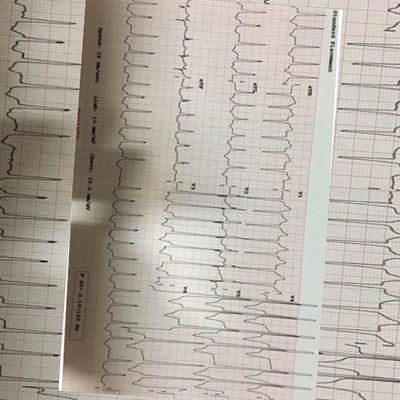 Standard Placement
aVR
V1
V4
aVL
V2
V5
aVF
V3
V6
Speed: 25 mm/sec Limb: 10 mm/mV Chest: 10.0 mm/mV
F 60~ 0.15-100 Hz